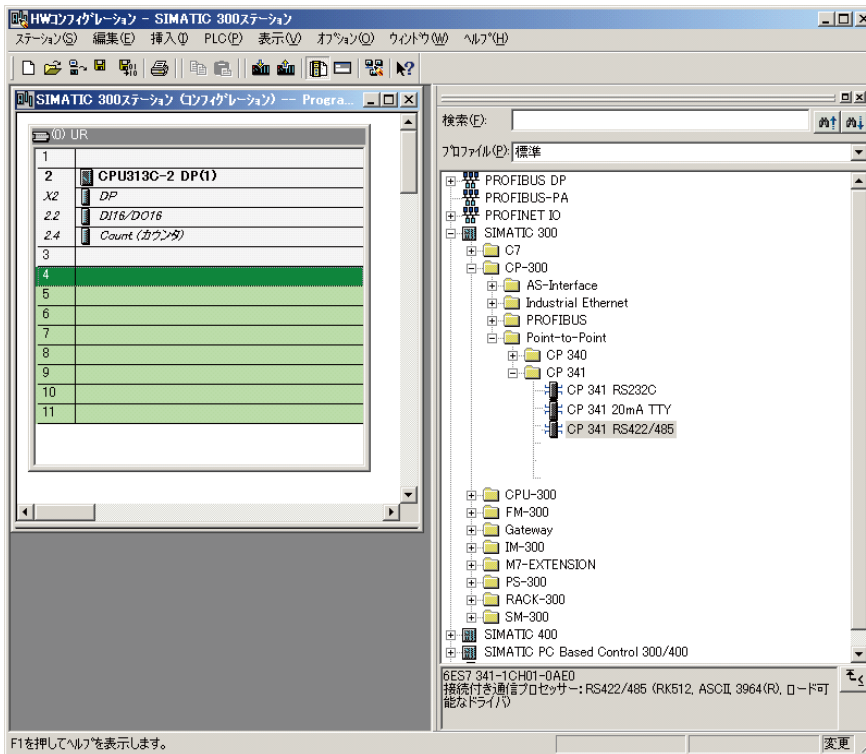 HWコンフィグレーション - SIMATIC 300ステーション
ステーション(S) 編集(E) 挿入(I) PLC(P) 表示(V) オプション(O) ウィンドウ(W) ヘルプ(H)
SIMATIC 300ステーション (コンフィグレーション) -- Progra...
(0) UR
1
2 CPU313C-2 DP(1)
X2 DP
2.2 DI16/DO16
2.4 Count (カウンタ)
3
4
5
6
7
8
9
10
11
検索(F):
プロファイル(P): 標準
PROFIBUS DP
PROFIBUS-PA
PROFINET IO
SIMATIC 300
C7
CP-300
AS-Interface
Industrial Ethernet
PROFIBUS
Point-to-Point
CP 340
CP 341
CP 341 RS232C
CP 341 20mA TTY
CP 341 RS422/485
CPU-300
FM-300
Gateway
IM-300
M7-EXTENSION
PS-300
RACK-300
SM-300
SIMATIC 400
SIMATIC PC Based Control 300/400
6ES7 341-1CH01-0AE0
接続付き通信プロセッサー: RS422/485 (RK512, ASCII, 3964(R), ロード可
能なドライバ)
F1を押してヘルプを表示します。
変更